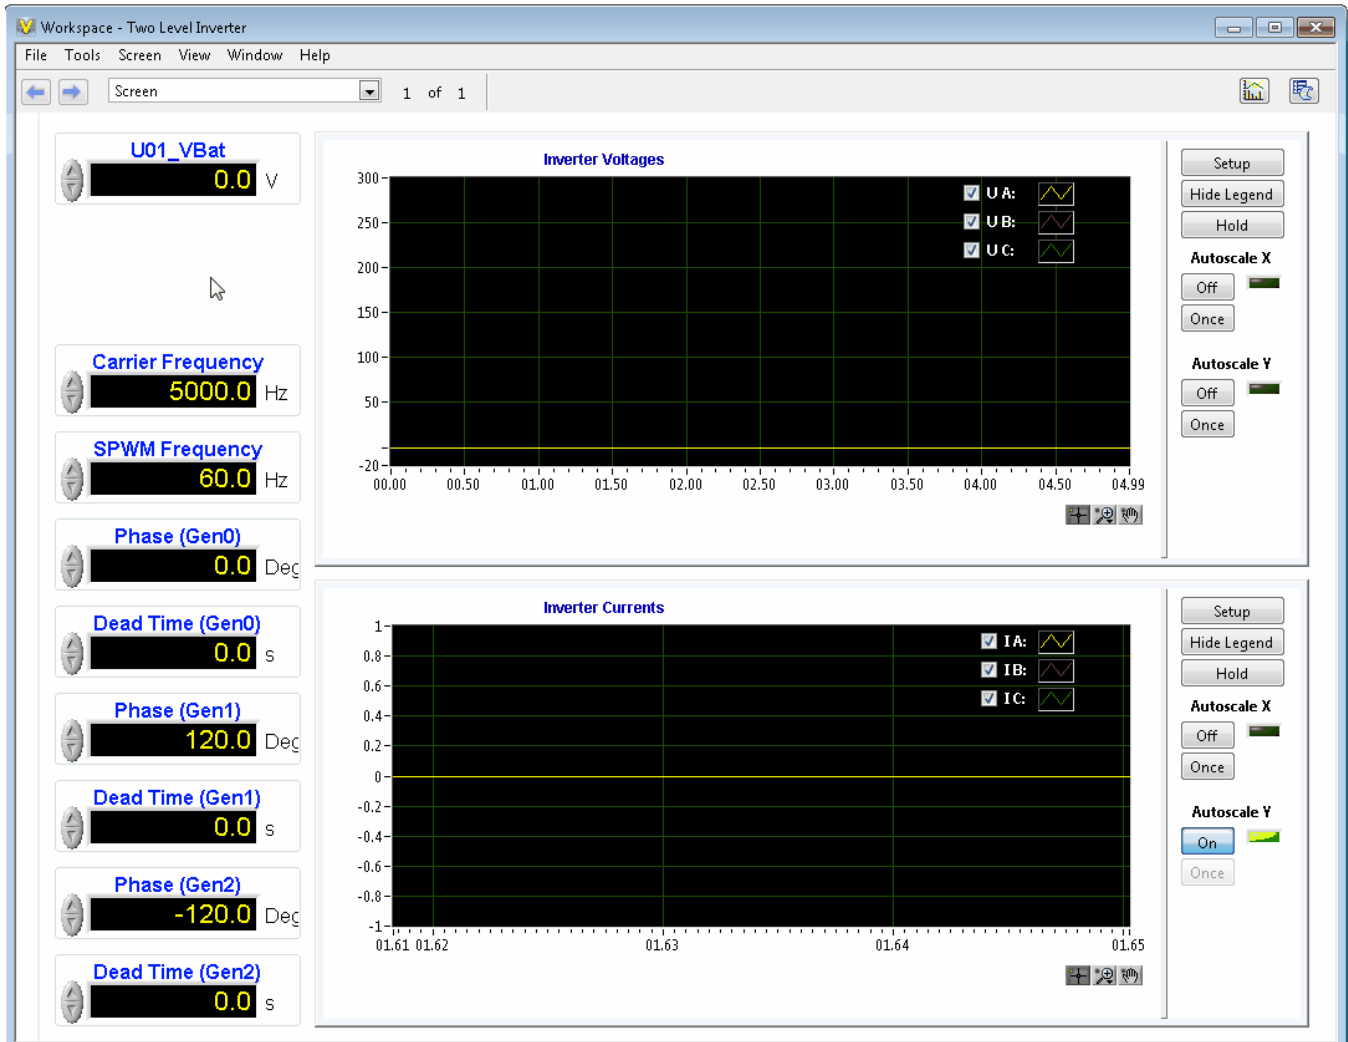 Workspace - Two Level Inverter
File Tools Screen View Window Help
Screen 1 of 1
U01_VBat
0.0 V
Carrier Frequency
5000.0 Hz
SPWM Frequency
60.0 Hz
Phase (Gen0)
0.0 Deg
Dead Time (Gen0)
0.0 s
Phase (Gen1)
120.0 Deg
Dead Time (Gen1)
0.0 s
Phase (Gen2)
-120.0 Deg
Dead Time (Gen2)
0.0 s
Inverter Voltages
300
250
200
150
100
50
-20
00.00 00.50 01.00 01.50 02.00 02.50 03.00 03.50 04.00 04.50 04.99
U A:
U B:
U C:
Setup
Hide Legend
Hold
Autoscale X
Off
Once
Autoscale Y
Off
Once
Inverter Currents
1
0.8
0.6
0.4
0.2
0
-0.2
-0.4
-0.6
-0.8
-1
01.61 01.62 01.63 01.64 01.65
I A:
I B:
I C:
Setup
Hide Legend
Hold
Autoscale X
Off
Once
Autoscale Y
On
Once